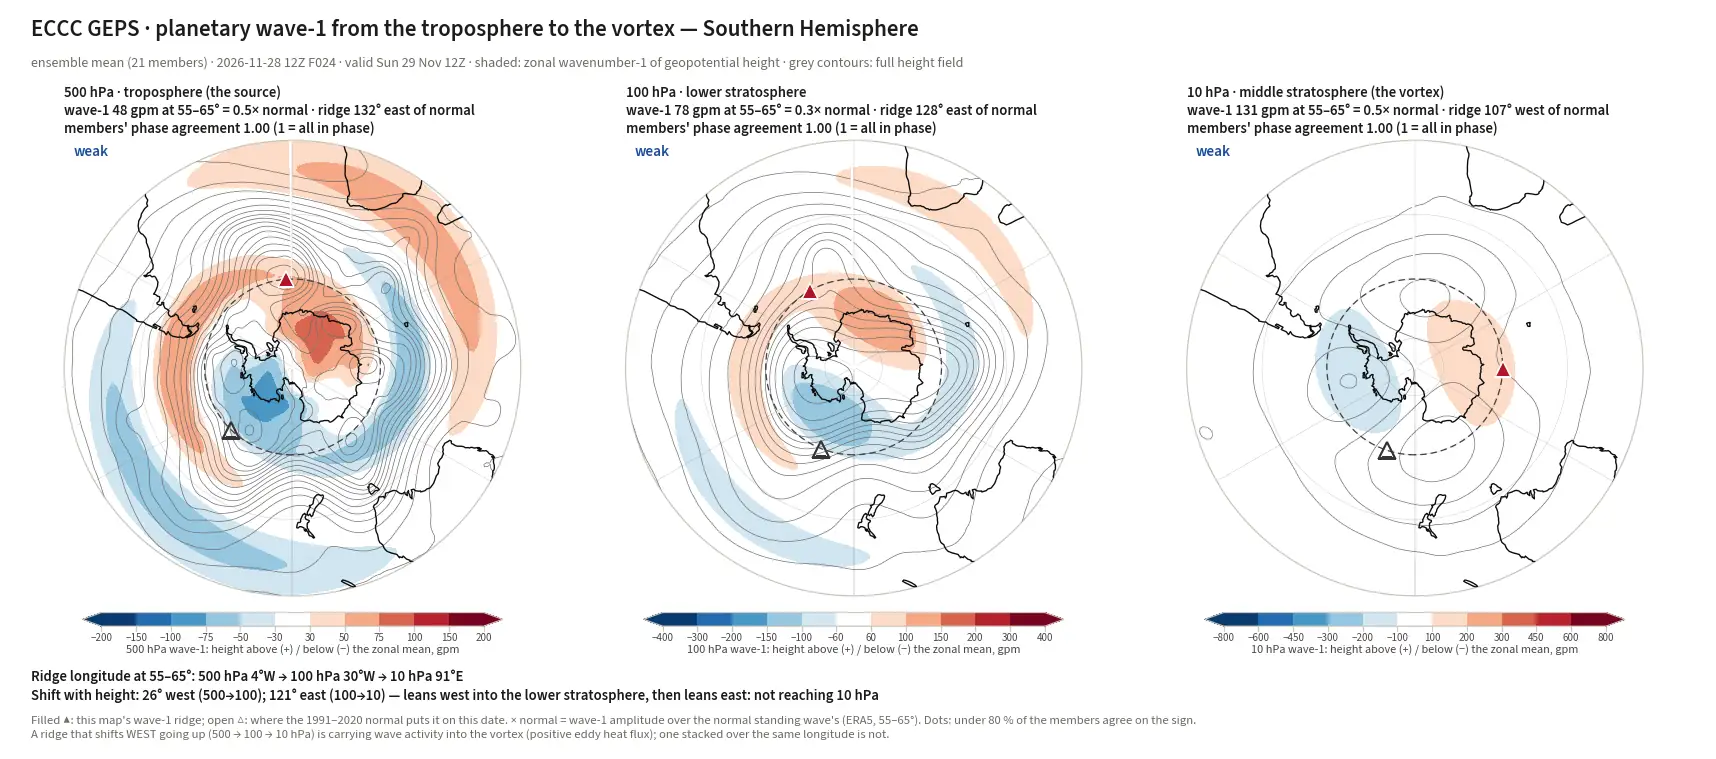 ECCC GEPS · planetary wave-1 from the troposphere to the vortex — Southern Hemisphere
ensemble mean (21 members) · 2026-11-28 12Z F024 · valid Sun 29 Nov 12Z · shaded: zonal wavenumber-1 of geopotential height · grey contours: full height field
500 hPa · troposphere (the source)
wave-1 48 gpm at 55–65° = 0.5× normal · ridge 132° east of normal
members' phase agreement 1.00 (1 = all in phase)
weak
100 hPa · lower stratosphere
wave-1 78 gpm at 55–65° = 0.3× normal · ridge 128° east of normal
members' phase agreement 1.00 (1 = all in phase)
weak
10 hPa · middle stratosphere (the vortex)
wave-1 131 gpm at 55–65° = 0.5× normal · ridge 107° west of normal
members' phase agreement 1.00 (1 = all in phase)
weak
−200 −150 −100 −75 −50 −30 30 50 75 100 150 200
500 hPa wave-1: height above (+) / below (−) the zonal mean, gpm
−400 −300 −200 −150 −100 −60 60 100 150 200 300 400
100 hPa wave-1: height above (+) / below (−) the zonal mean, gpm
−800 −600 −450 −300 −200 −100 100 200 300 450 600 800
10 hPa wave-1: height above (+) / below (−) the zonal mean, gpm
Ridge longitude at 55–65°: 500 hPa 4°W → 100 hPa 30°W → 10 hPa 91°E
Shift with height: 26° west (500→100); 121° east (100→10) — leans west into the lower stratosphere, then leans east: not reaching 10 hPa
Filled ▲: this map's wave-1 ridge; open △: where the 1991–2020 normal puts it on this date. × normal = wave-1 amplitude over the normal standing wave's (ERA5, 55–65°). Dots: under 80 % of the members agree on the sign.
A ridge that shifts WEST going up (500 → 100 → 10 hPa) is carrying wave activity into the vortex (positive eddy heat flux); one stacked over the same longitude is not.